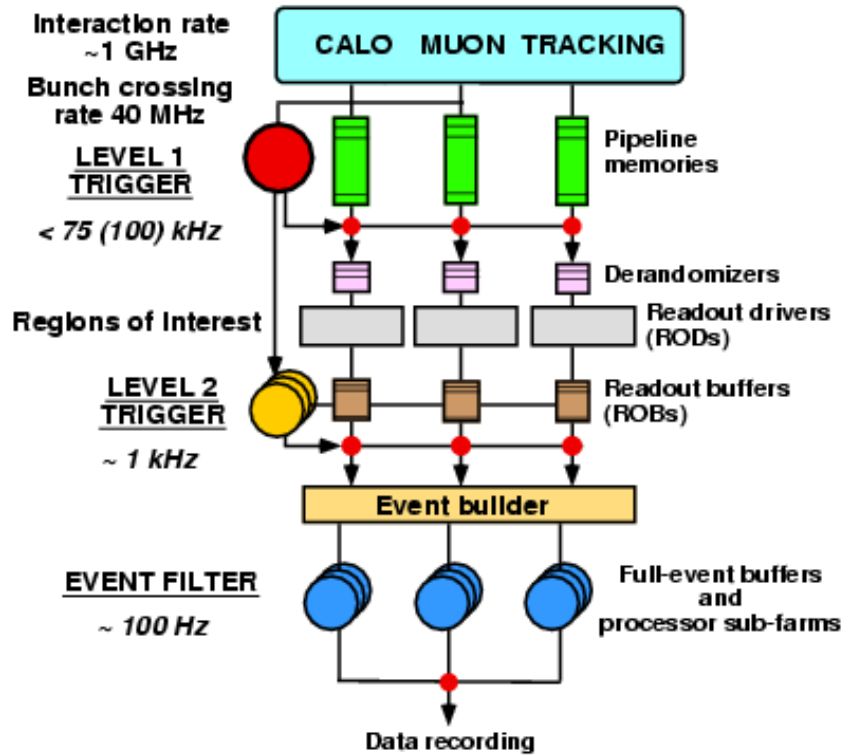 Interaction rate
~1 GHz
CALO MUON TRACKING
Bunch crossing
rate 40 MHz
Pipeline
memories
LEVEL 1
TRIGGER
< 75 (100) kHz
Derandomizers
Regions of Interest
Readout drivers
(RODs)
LEVEL 2
TRIGGER
Readout buffers
(ROBs)
~ 1 kHz
Event builder
EVENT FILTER
~ 100 Hz
Full-event buffers
and
processor sub-farms
Data recording